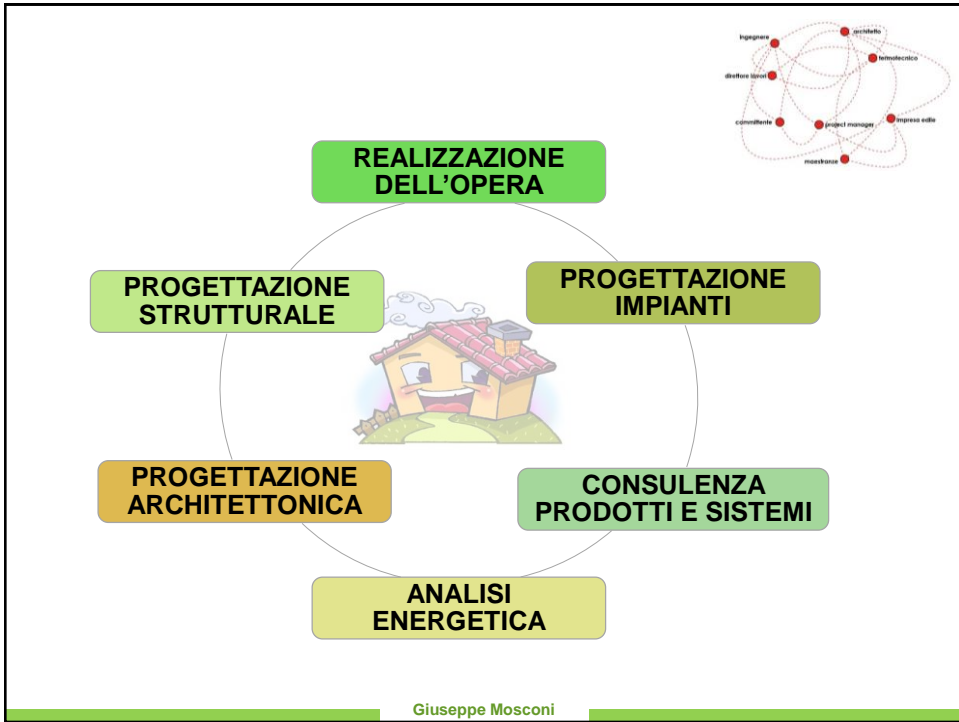 ingegnere
architetto
termotecnico
direttore lavori
committente
project manager
impresa edile
maestranze
REALIZZAZIONE
DELL’OPERA
PROGETTAZIONE
STRUTTURALE
PROGETTAZIONE
IMPIANTI
PROGETTAZIONE
ARCHITETTONICA
CONSULENZA
PRODOTTI E SISTEMI
ANALISI
ENERGETICA
Giuseppe Mosconi